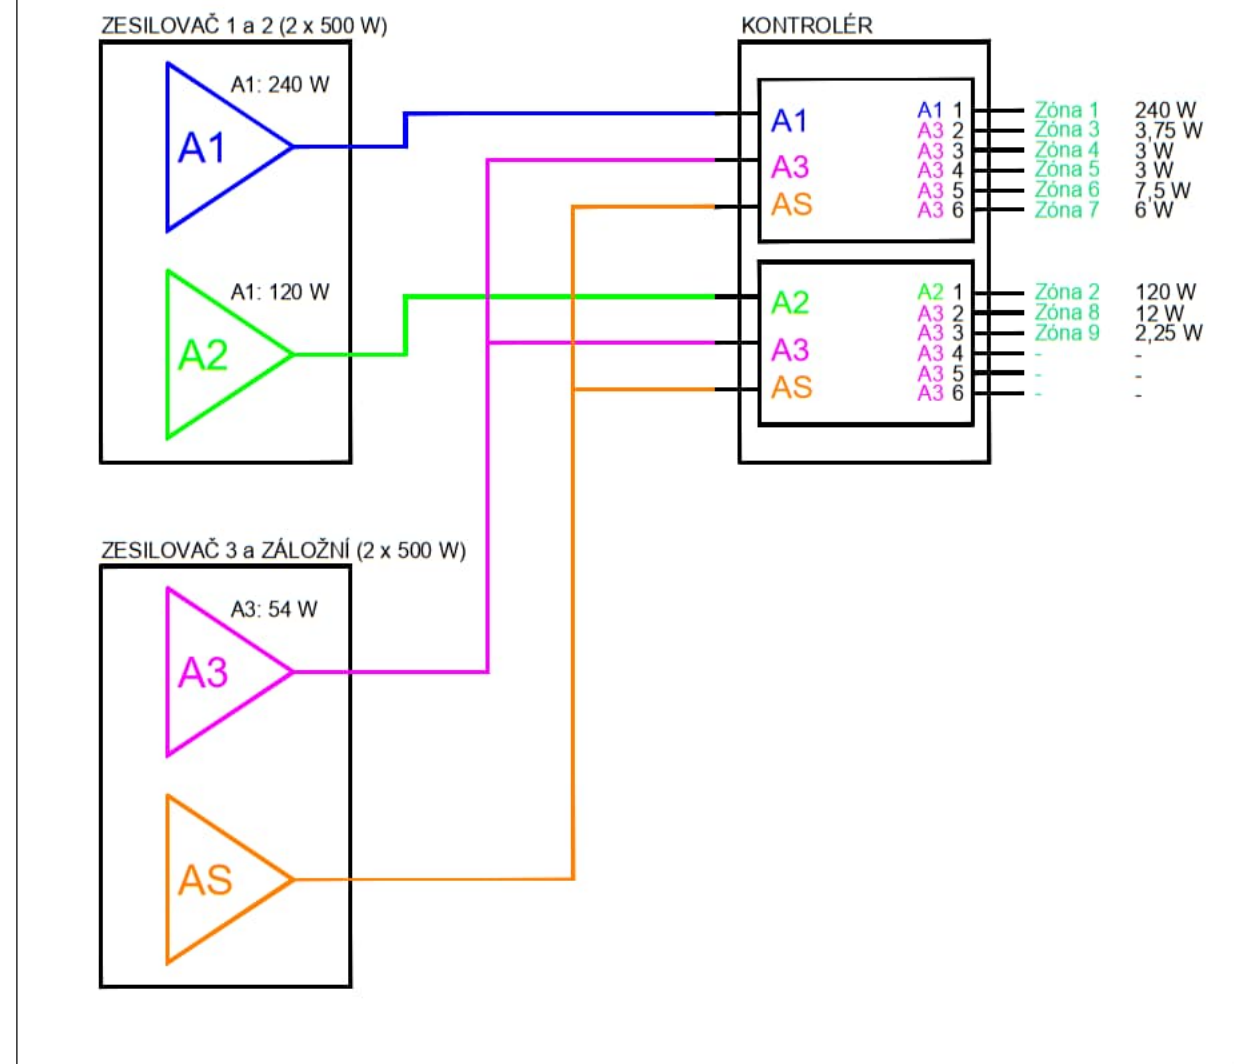 ZESILOVAČ 1 a 2 (2 x 500 W)
A1: 240 W
A1
A1: 120 W
A2
KONTROLÉR
A1
A3
AS
A1 1 Zóna 1 240 W
A3 2 Zóna 3 3,75 W
A3 3 Zóna 4 3 W
A3 4 Zóna 5 3 W
A3 5 Zóna 6 7,5 W
A3 6 Zóna 7 6 W
A2
A3
AS
A2 1 Zóna 2 120 W
A3 2 Zóna 8 12 W
A3 3 Zóna 9 2,25 W
A3 4 - -
A3 5 - -
A3 6 - -
ZESILOVAČ 3 a ZÁLOŽNÍ (2 x 500 W)
A3: 54 W
A3
AS